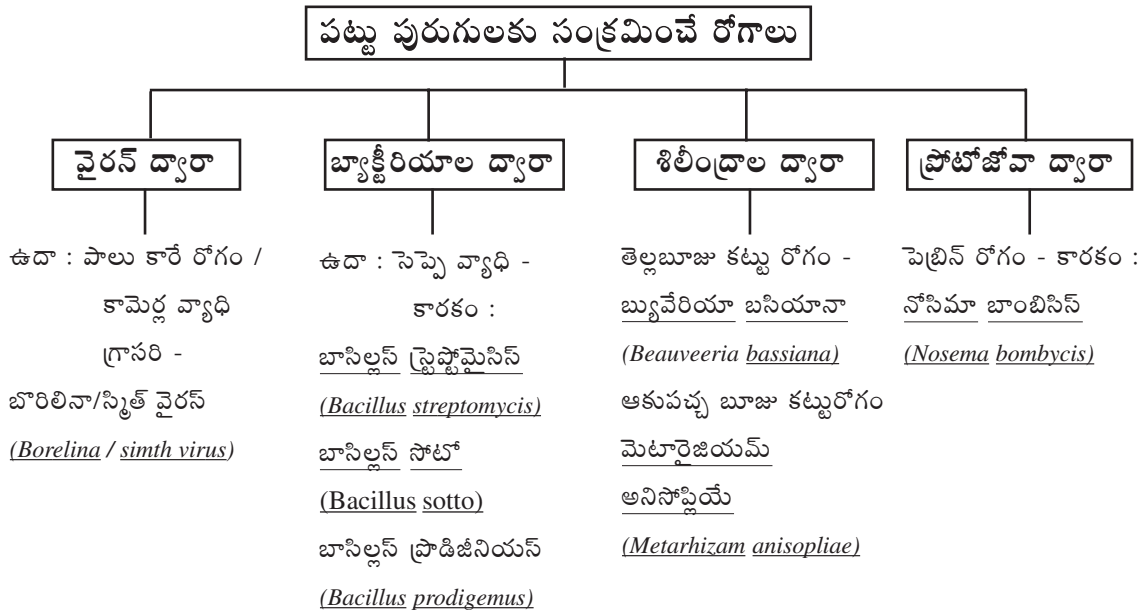 పట్టు పురుగులకు సంక్రమించే రోగాలు
వైరస్ ద్వారా
ఉదా : పాలు కారే రోగం /
కామెర్ల వ్యాధి
గ్రాసరి -
బొరిలినా/స్మిత్ వైరస్
(Borelina / simth virus)
బ్యాక్టీరియాల ద్వారా
ఉదా : సెప్పె వ్యాధి -
కారకం :
బాసిల్లస్ స్ట్రెప్టోమైసిస్
(Bacillus streptomycis)
బాసిల్లస్ సోటో
(Bacillus sotto)
బాసిల్లస్ ప్రొడిజీనియస్
(Bacillus prodigemus)
శిలీంద్రాల ద్వారా
తెల్లబూజు కట్టు రోగం -
బ్యువేరియా బసియానా
(Beauveeria bassiana)
ఆకుపచ్చ బూజు కట్టురోగం
మెటారైజియమ్
అనిసోప్లియే
(Metarhizam anisopliae)
ప్రోటోజోవా ద్వారా
పెబ్రిన్ రోగం - కారకం :
నోసిమా బాంబిసిస్
(Nosema bombycis)